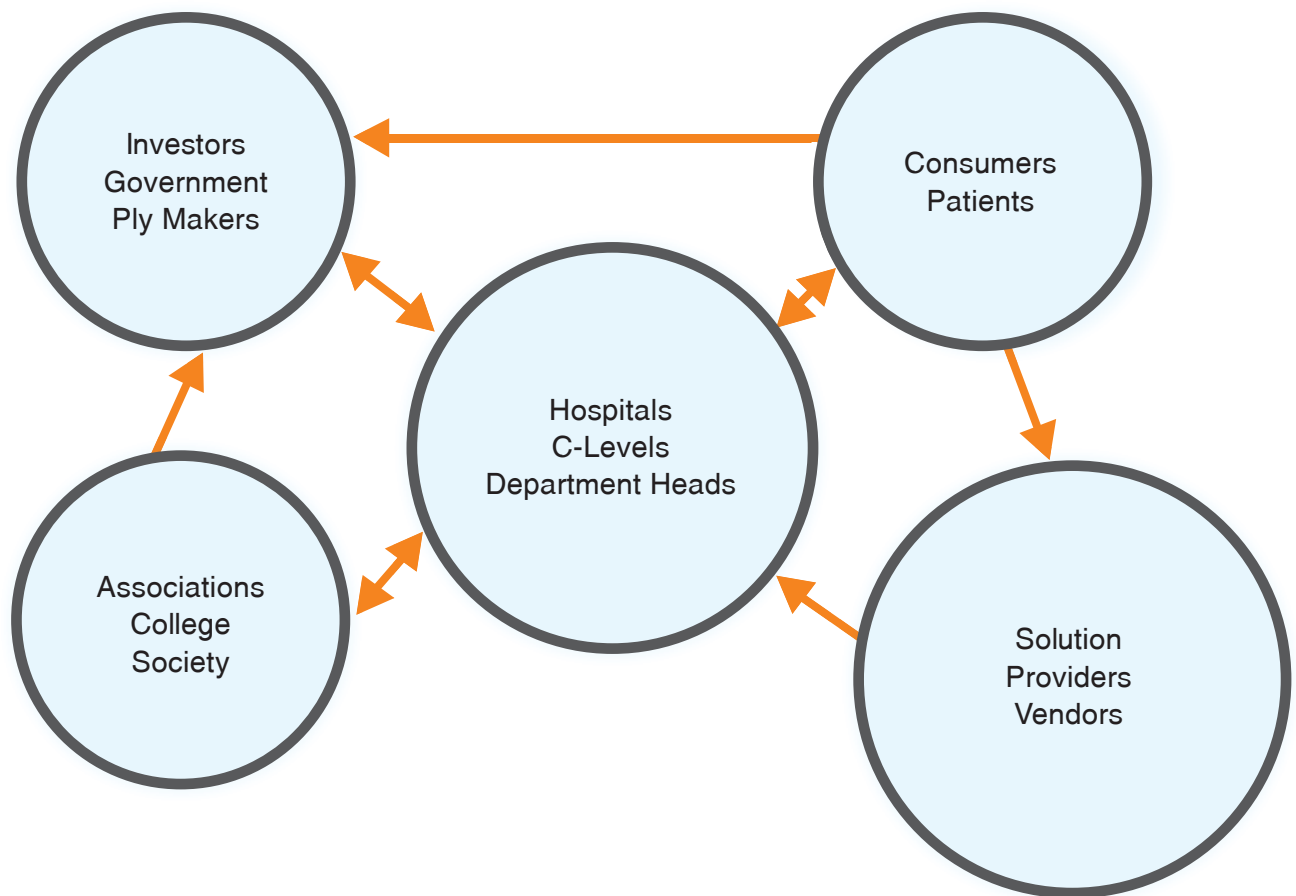 Investors
Government
Ply Makers
Consumers
Patients
Hospitals
C-Levels
Department Heads
Associations
College
Society
Solution
Providers
Vendors